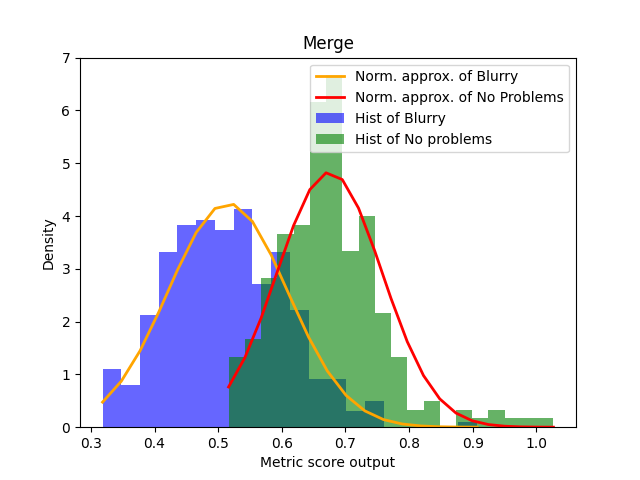 Merge
Norm. approx. of Blurry
Norm. approx. of No Problems
Hist of Blurry
Hist of No problems
Density
7
6
5
4
3
2
1
0
0.3 0.4 0.5 0.6 0.7 0.8 0.9 1.0
Metric score output